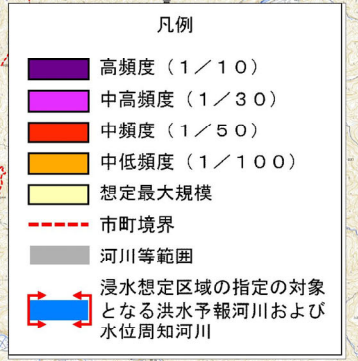 凡例
高頻度（1／10）
中高頻度（1／30）
中頻度（1／50）
中低頻度（1／100）
想定最大規模
市町境界
河川等範囲
浸水想定区域の指定の対象
となる洪水予報河川および
水位周知河川